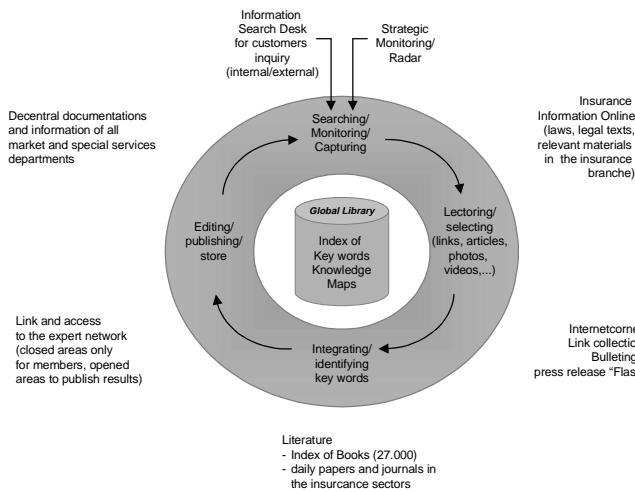 Information
Search Desk
for customers
inquiry
(internal/external)
Strategic
Monitoring/
Radar
Decentral documentations
and information of all
market and special services
departments
Searching/
Monitoring/
Capturing
Insurance
Information Online
(laws, legal texts,
relevant materials
in the insurance
branche)
Editing/
publishing/
store
Global Library
Index of
Key words
Knowledge
Maps
Lectoring/
selecting
(links, articles,
photos,
videos,...)
Link and access
to the expert network
(closed areas only
for members, opened
areas to publish results)
Integrating/
identifying
key words
Internetcorne
Link collectio
Bulleting
press release “Flas
Literature
- Index of Books (27.000)
- daily papers and journals in
the insurcance sectors